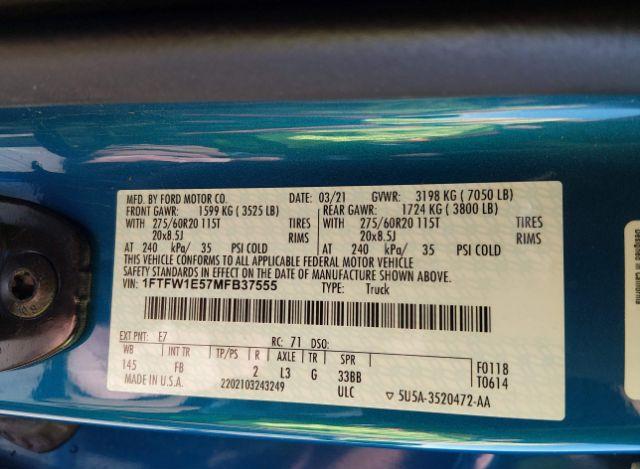 MFD. BY FORD MOTOR CO. DATE: 03/21 GVWR: 3198 KG ( 7050 LB)
FRONT GAWR: 1599 KG ( 3525 LB) REAR GAWR: 1724 KG ( 3800 LB)
WITH 275/60R20 115T TIRES WITH 275/60R20 115T TIRES
20x8.5J RIMS 20x8.5J RIMS
AT 240 kPa/ 35 PSI COLD AT 240 kPa/ 35 PSI COLD
THIS VEHICLE CONFORMS TO ALL APPLICABLE FEDERAL MOTOR VEHICLE
SAFETY STANDARDS IN EFFECT ON THE DATE OF MANUFACTURE SHOWN ABOVE.
VIN: 1FTFW1E57MFB37555 TYPE: Truck
EXT PNT: E7 RC: 71 DSO:
WB INT TR TP/PS R AXLE TR SPR
145 FB 2 L3 G 33BB F0118
T0614
MADE IN U.S.A. 2202103243249 ULC 5U5A-3520472-AA